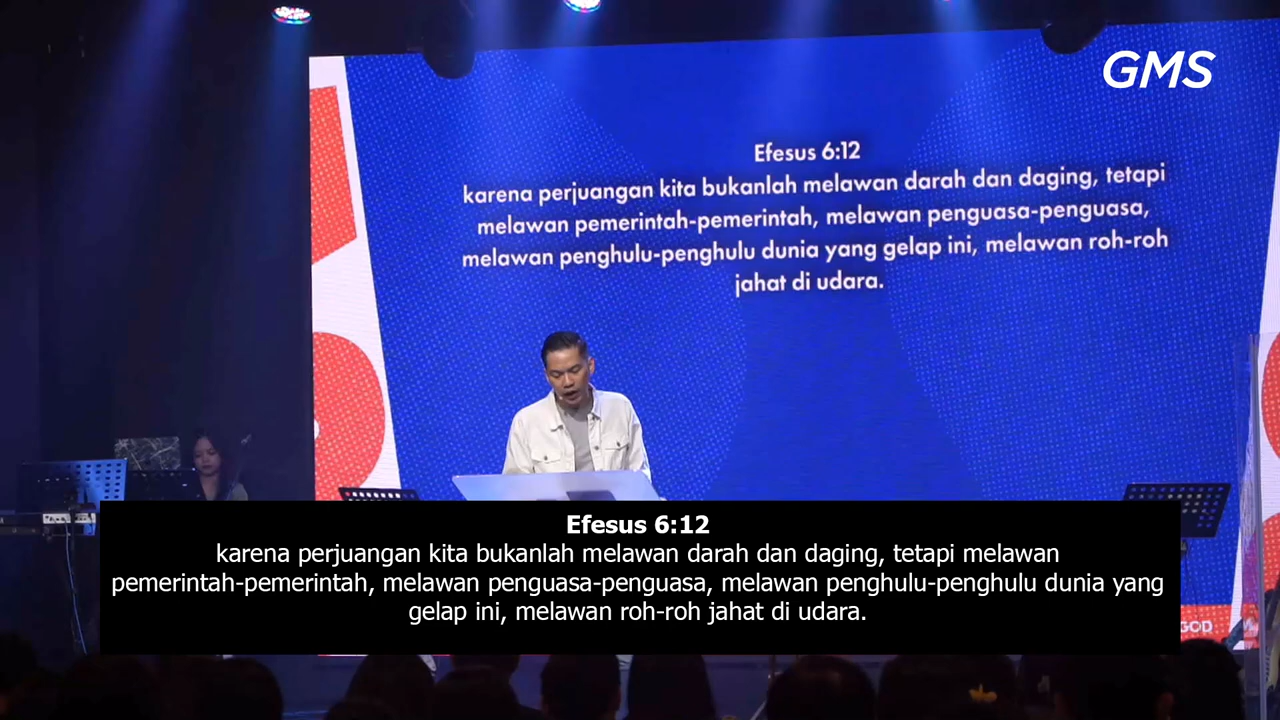 GMS
Efesus 6:12
karena perjuangan kita bukanlah melawan darah dan daging, tetapi
melawan pemerintah-pemerintah, melawan penguasa-penguasa,
melawan penghulu-penghulu dunia yang gelap ini, melawan roh-roh
jahat di udara.
Efesus 6:12
karena perjuangan kita bukanlah melawan darah dan daging, tetapi melawan
pemerintah-pemerintah, melawan penguasa-penguasa, melawan penghulu-penghulu dunia yang
gelap ini, melawan roh-roh jahat di udara.
GOD